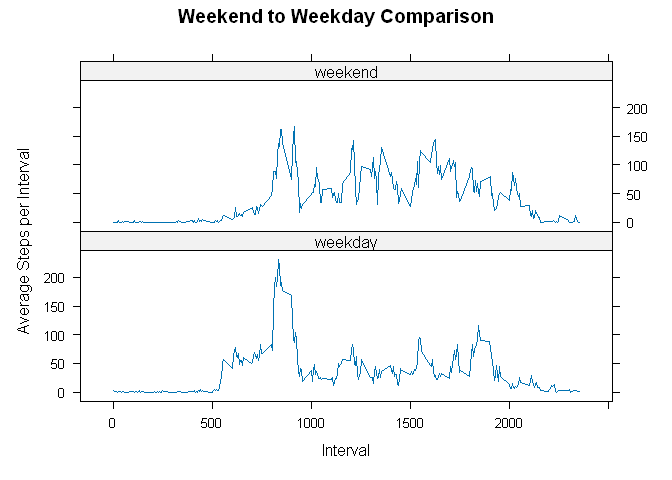 Weekend to Weekday Comparison
weekend
200
150
100
50
0
Average Steps per Interval
weekday
200
150
100
50
0
0 500 1000 1500 2000
Interval